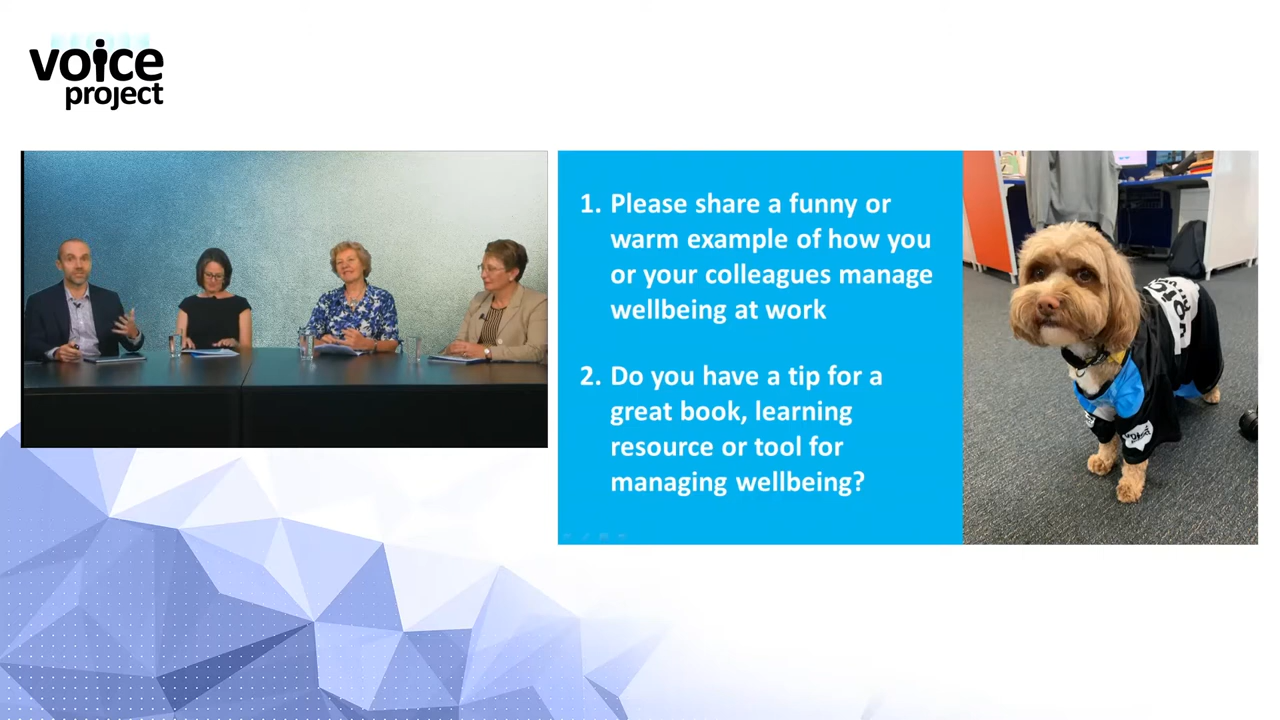 voice
project
1. Please share a funny or
warm example of how you
or your colleagues manage
wellbeing at work
2. Do you have a tip for a
great book, learning
resource or tool for
managing wellbeing?